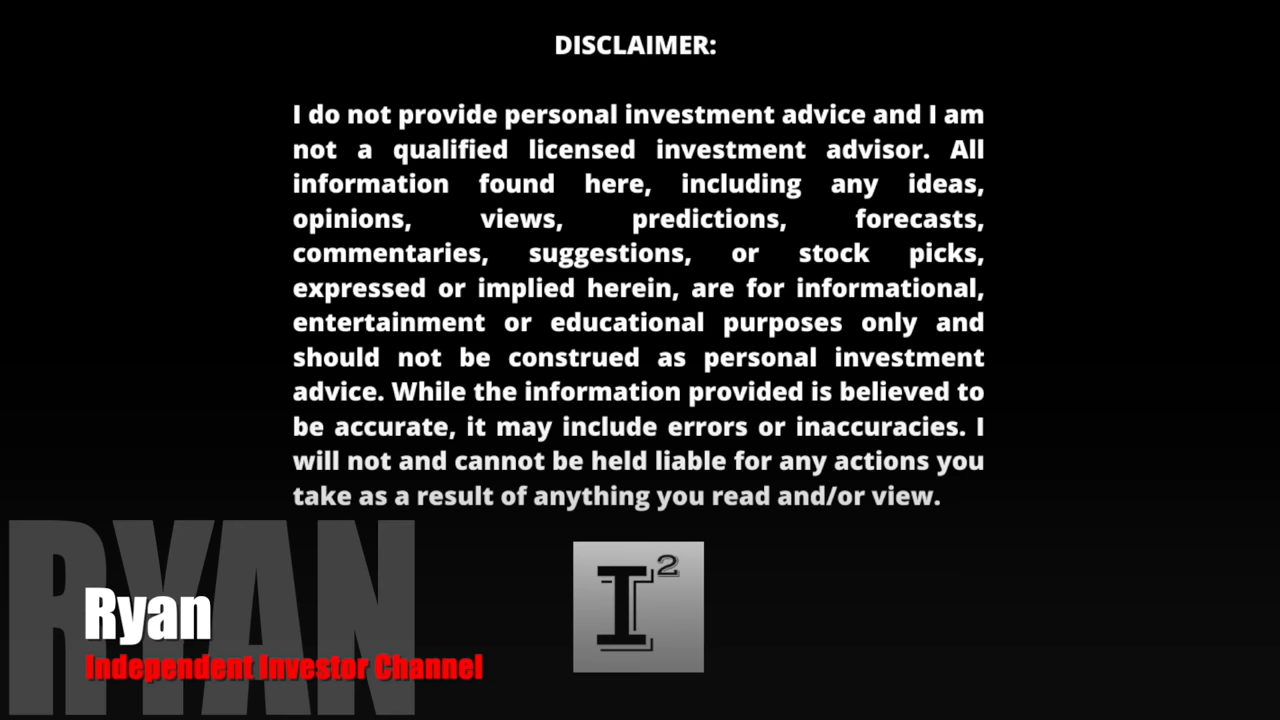 DISCLAIMER:
I do not provide personal investment advice and I am
not a qualified licensed investment advisor. All
information found here, including any ideas,
opinions, views, predictions, forecasts,
commentaries, suggestions, or stock picks,
expressed or implied herein, are for informational,
entertainment or educational purposes only and
should not be construed as personal investment
advice. While the information provided is believed to
be accurate, it may include errors or inaccuracies. I
will not and cannot be held liable for any actions you
take as a result of anything you read and/or view.
I²
RYAN
Ryan
Independent Investor Channel